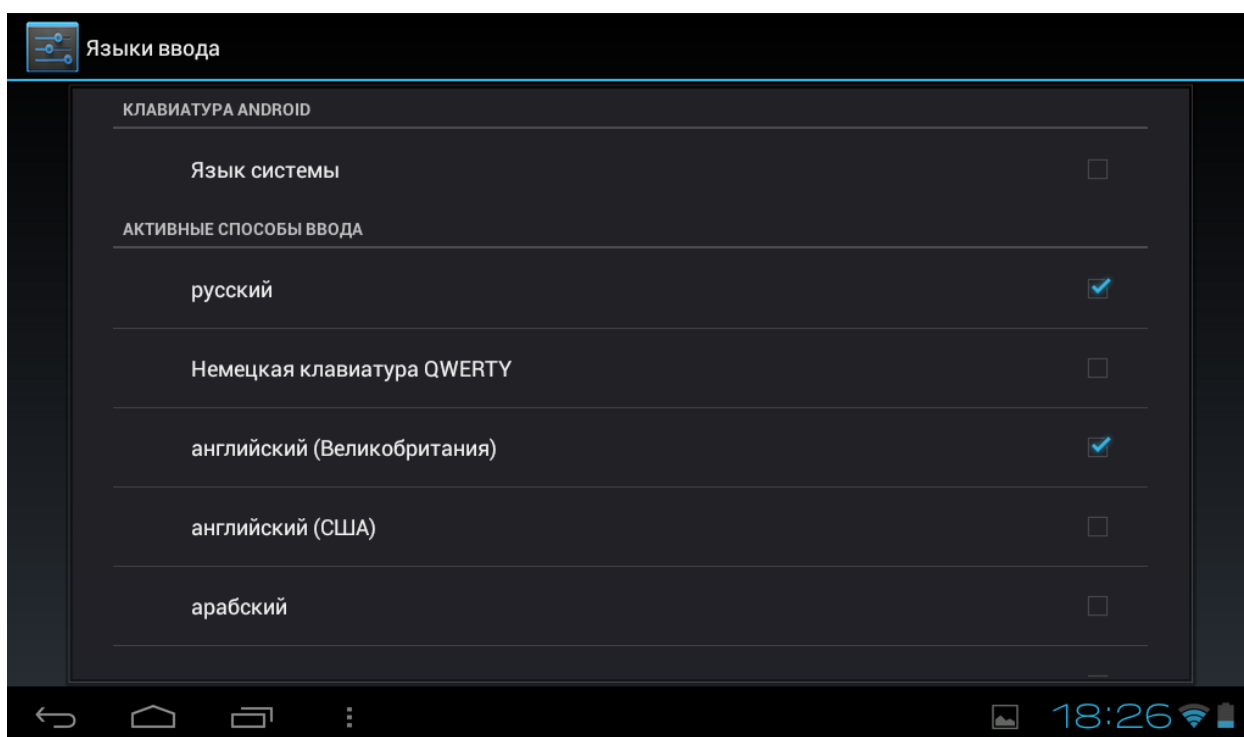 Языки ввода
КЛАВИАТУРА ANDROID
Язык системы
АКТИВНЫЕ СПОСОБЫ ВВОДА
русский
Немецкая клавиатура QWERTY
английский (Великобритания)
английский (США)
арабский
18:26